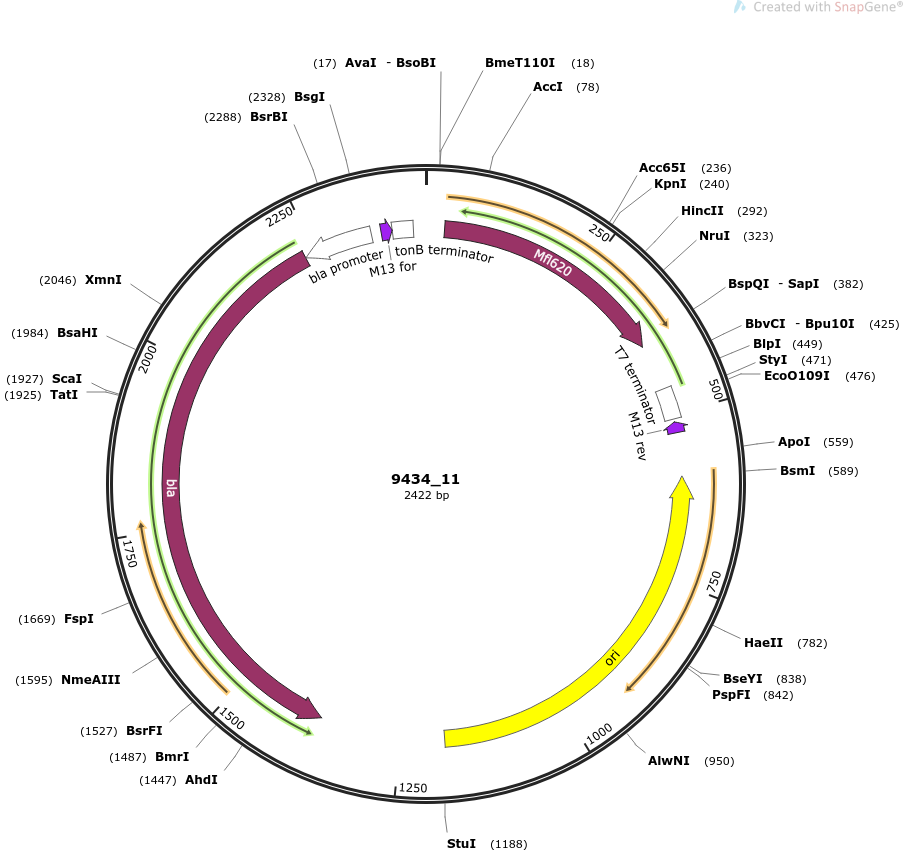 Created with SnapGene®
(17) AvaI - BsoBI
BmeT110I (18)
AccI (78)
(2328) BsgI
(2288) BsrBI
Acc65I (236)
KpnI (240)
HincII (292)
NruI (323)
BspQI - SapI (382)
BbvCI - Bpu10I (425)
BlpI (449)
StyI (471)
EcoO109I (476)
ApoI (559)
BsmI (589)
HaeII (782)
BseYI (838)
PspFI (842)
AlwNI (950)
StuI (1188)
(1447) AhdI
(1487) BmrI
(1527) BsrFI
(1595) NmeAIII
(1669) FspI
(1925) TatI
(1927) ScaI
(1984) BsaHI
(2046) XmnI
250
500
750
1000
1250
1500
1750
2000
2250
bla promoter
M13 for
tonB terminator
Mfl620
T7 terminator
M13 rev
ori
bla
9434_11
2422 bp